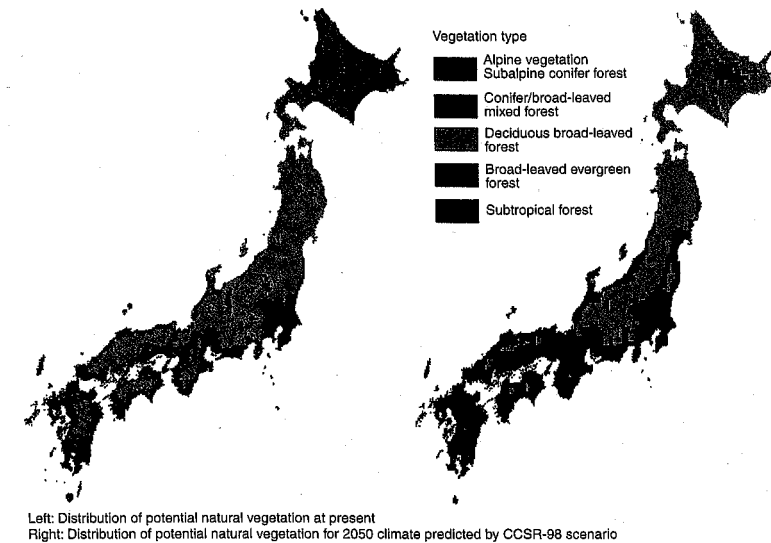 Vegetation type
Alpine vegetation
Subalpine conifer forest
Conifer/broad-leaved
mixed forest
Deciduous broad-leaved
forest
Broad-leaved evergreen
forest
Subtropical forest
Left: Distribution of potential natural vegetation at present
Right: Distribution of potential natural vegetation for 2050 climate predicted by CCSR-98 scenario